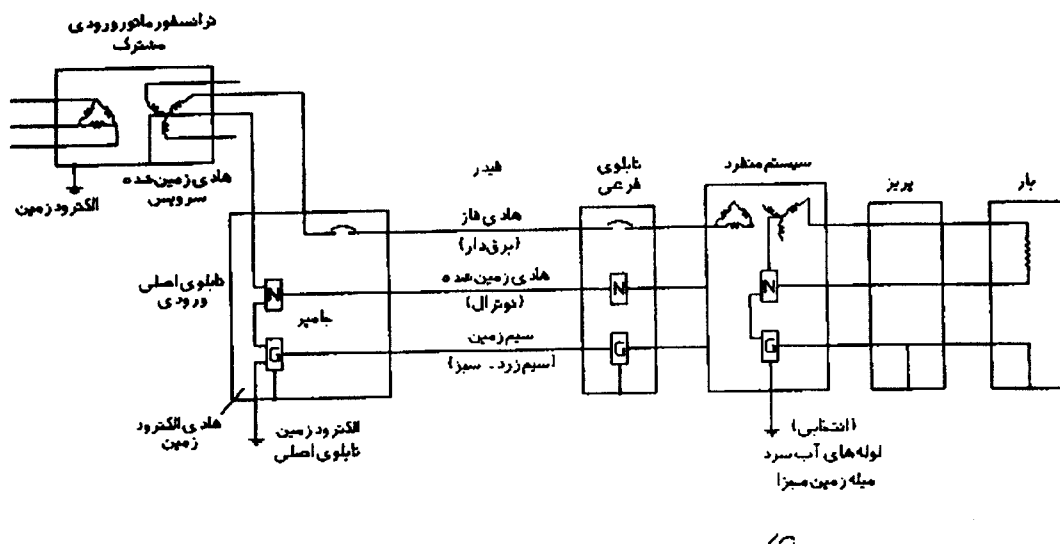 ترانسفورماتور ورودی
مشترک
الکترود زمین
هادی زمین شده
سرویس
فیدر
تابلوی
فرعی
سیستم منفرد
پریز
بار
هادی فاز
(برق دار)
تابلوی اصلی
ورودی
N
جامپر
G
هادی زمین شده
(نوترال)
N
سیم زمین
(سیم زرد - سبز)
G
N
G
هادی الکترود
زمین
الکترود زمین
تابلوی اصلی
(انتخابی)
لوله های آب سرد
میله زمین مجزا